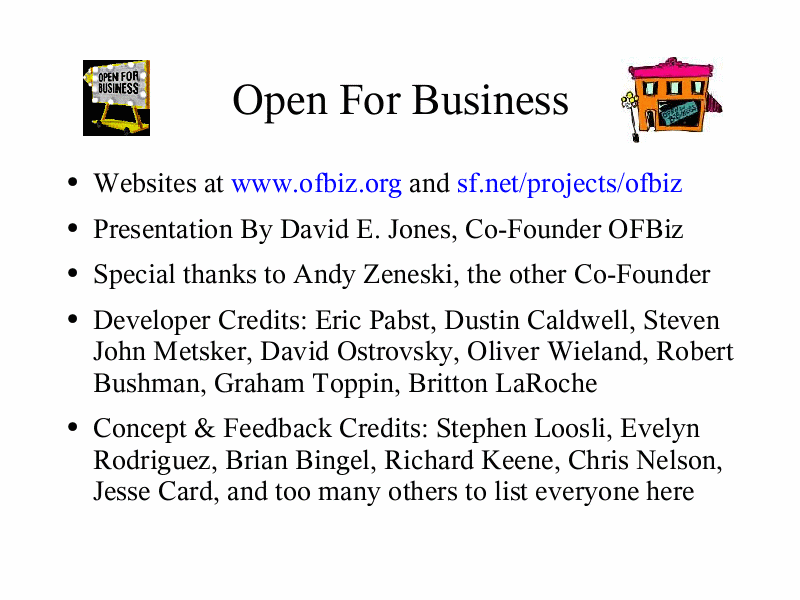 OPEN FOR
BUSINESS
Open For Business
• Websites at www.ofbiz.org and sf.net/projects/ofbiz
• Presentation By David E. Jones, Co-Founder OFBiz
• Special thanks to Andy Zeneski, the other Co-Founder
• Developer Credits: Eric Pabst, Dustin Caldwell, Steven
John Metsker, David Ostrovsky, Oliver Wieland, Robert
Bushman, Graham Toppin, Britton LaRoche
• Concept & Feedback Credits: Stephen Loosli, Evelyn
Rodriguez, Brian Bingel, Richard Keene, Chris Nelson,
Jesse Card, and too many others to list everyone here